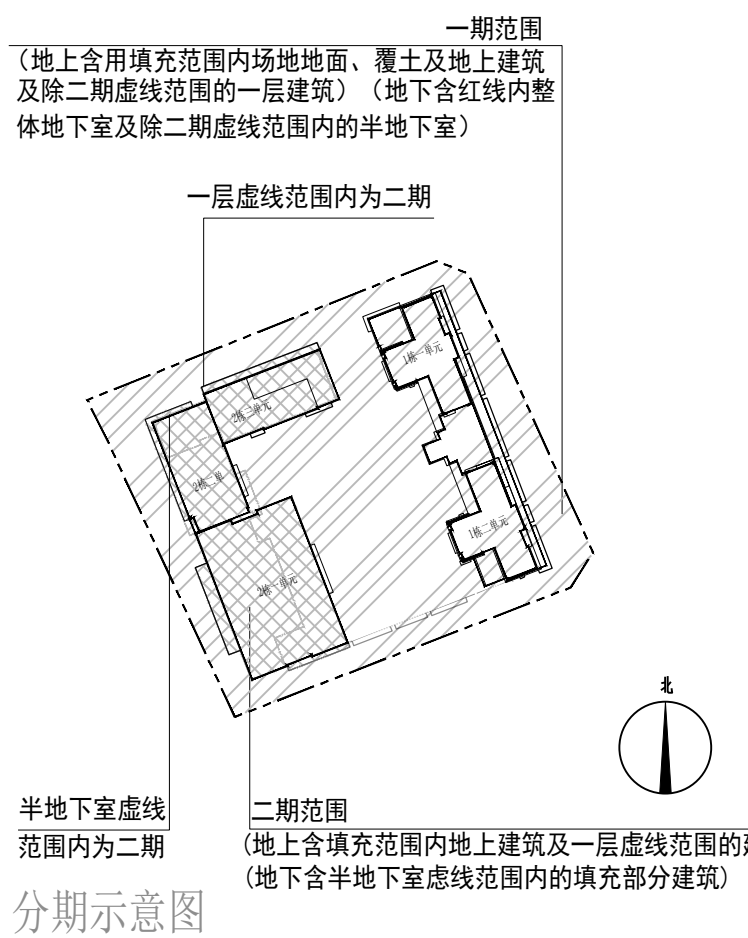 一期范围
（地上含用填充范围内场地地面、覆土及地上建筑
及除二期虚线范围的一层建筑）（地下含红线内整
体地下室及除二期虚线范围内的半地下室）
一层虚线范围内为二期
1栋一单元
2栋三单元
2栋二单
1栋二单元
2栋一单元
北
半地下室虚线
范围内为二期
二期范围
(地上含填充范围内地上建筑及一层虚线范围的
(地下含半地下室虑线范围内的填充部分建筑)
分期示意图